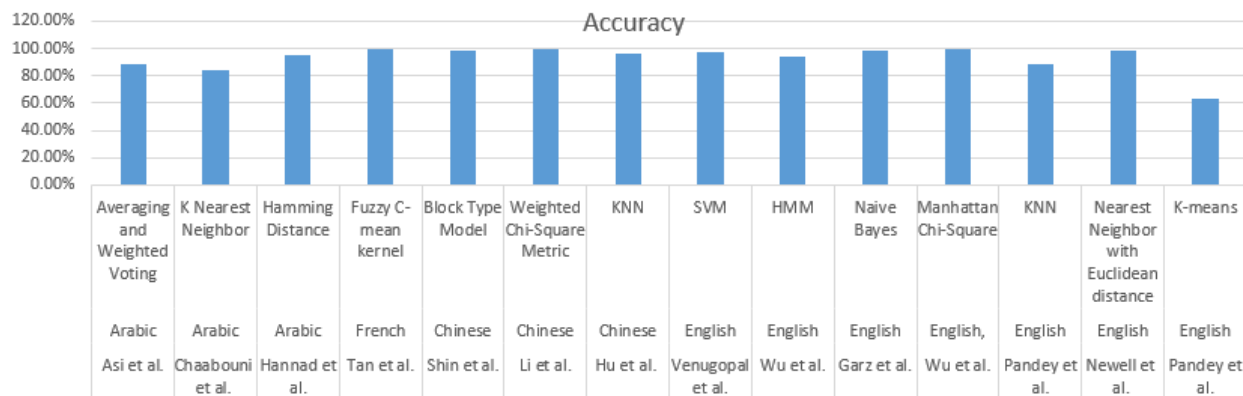 Accuracy
120.00%
100.00%
80.00%
60.00%
40.00%
20.00%
0.00%
Averaging and Weighted Voting
K Nearest Neighbor
Hamming Distance
Fuzzy C-mean kernel
Block Type Model
Weighted Chi-Square Metric
KNN
SVM
HMM
Naive Bayes
Manhattan Chi-Square
KNN
Nearest Neighbor with Euclidean distance
K-means
Arabic
Arabic
Arabic
French
Chinese
Chinese
Chinese
English
English
English
English,
English
English
English
Asi et al.
Chaabouni et al.
Hannad et al.
Tan et al.
Shin et al.
Li et al.
Hu et al.
Venugopal et al.
Wu et al.
Garz et al.
Wu et al.
Pandey et al.
Newell et al.
Pandey et al.